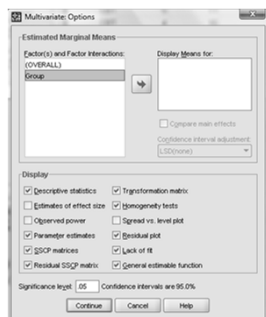 Multivariate: Options
Estimated Marginal Means
Factor(s) and Factor Interactions:
(OVERALL)
Group
Display Means for:
Compare main effects
Confidence interval adjustment
LSD(none)
Display
Descriptive statistics
Transformation matrix
Estimates of effect size
Homogeneity tests
Observed power
Spread vs. level plot
Parameter estimates
Residual plot
SSCP matrices
Lack of fit
Residual SSCP matrix
General estimable function
Significance level: .05 Confidence intervals are 95.0%
Continue Cancel Help